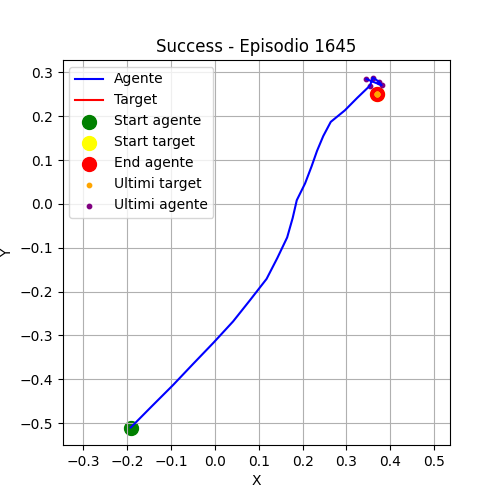 Success - Episodio 1645
Agente
Target
Start agente
Start target
End agente
Ultimi target
Ultimi agente
0.3
0.2
0.1
0.0
−0.1
−0.2
−0.3
−0.4
−0.5
Y
−0.3 −0.2 −0.1 0.0 0.1 0.2 0.3 0.4 0.5
X